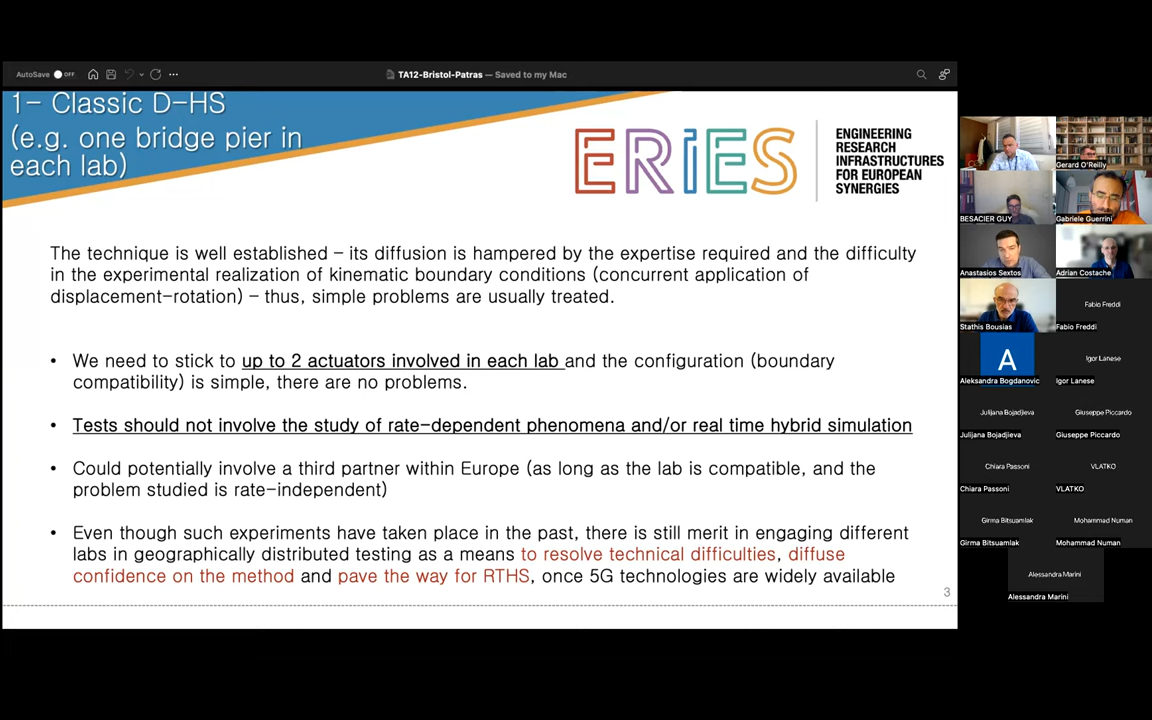 AutoSave OFF
TA12-Bristol-Patras — Saved to my Mac
1- Classic D-HS
(e.g. one bridge pier in
each lab)
ERIES
ENGINEERING
RESEARCH
INFRASTRUCTURES
FOR EUROPEAN
SYNERGIES
The technique is well established – its diffusion is hampered by the expertise required and the difficulty
in the experimental realization of kinematic boundary conditions (concurrent application of
displacement-rotation) – thus, simple problems are usually treated.
• We need to stick to up to 2 actuators involved in each lab and the configuration (boundary
compatibility) is simple, there are no problems.
• Tests should not involve the study of rate-dependent phenomena and/or real time hybrid simulation
• Could potentially involve a third partner within Europe (as long as the lab is compatible, and the
problem studied is rate-independent)
• Even though such experiments have taken place in the past, there is still merit in engaging different
labs in geographically distributed testing as a means to resolve technical difficulties, diffuse
confidence on the method and pave the way for RTHS, once 5G technologies are widely available
3
Gerard O'Reilly
BESACIER GUY
Gabriele Guerrini
Anastasios Sextos
Adrian Costache
Stathis Bousias
Fabio Freddi
Fabio Freddi
A
Aleksandra Bogdanovic
Igor Lanese
Igor Lanese
Julijana Bojadjieva
Julijana Bojadjieva
Giuseppe Piccardo
Giuseppe Piccardo
Chiara Passoni
Chiara Passoni
VLATKO
VLATKO
Girma Bitsuamlak
Girma Bitsuamlak
Mohammad Numan
Mohammed Numan
Alessandra Marini
Alessandra Marini